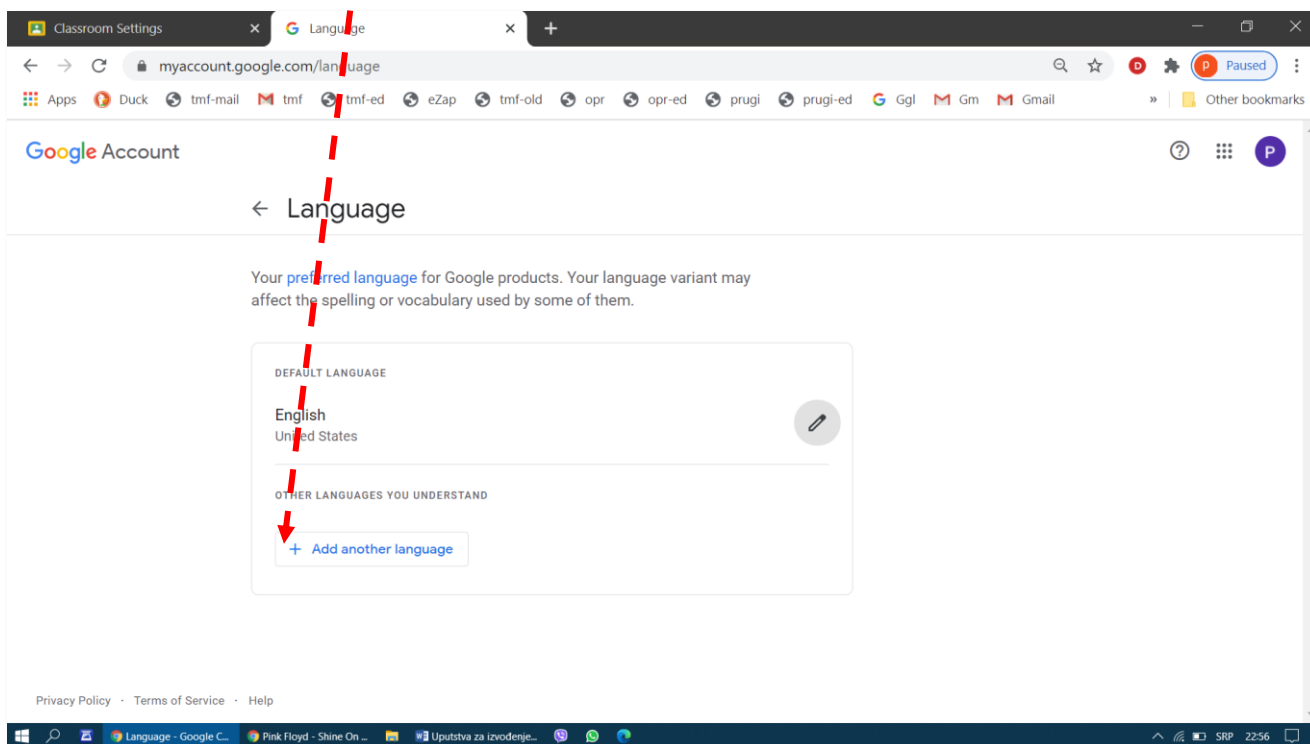 Classroom Settings
Language
myaccount.google.com/language
Paused
Apps Duck tmf-mail tmf tmf-ed eZap tmf-old opr opr-ed prugi prugi-ed Ggl Gm Gmail » Other bookmarks
Google Account
P
Language
Your preferred language for Google products. Your language variant may
affect the spelling or vocabulary used by some of them.
DEFAULT LANGUAGE
English
United States
OTHER LANGUAGES YOU UNDERSTAND
+ Add another language
Privacy Policy · Terms of Service · Help
Language - Google C... Pink Floyd - Shine On ... Uputstva za izvođenje... SRP 22:56